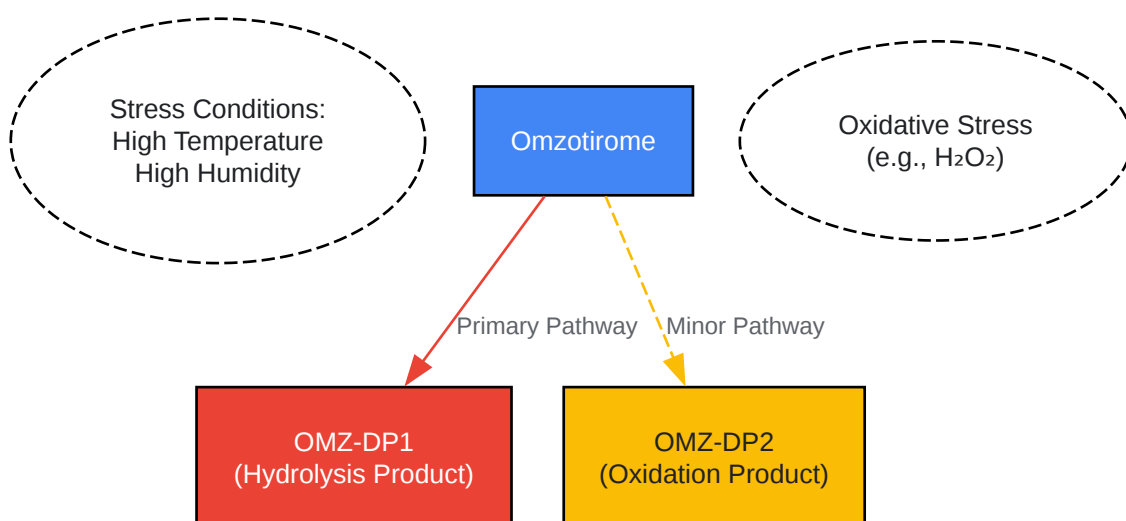 Stress Conditions:
High Temperature
High Humidity
Omzotirome
Oxidative Stress
(e.g., H₂O₂)
Primary Pathway
Minor Pathway
OMZ-DP1
(Hydrolysis Product)
OMZ-DP2
(Oxidation Product)